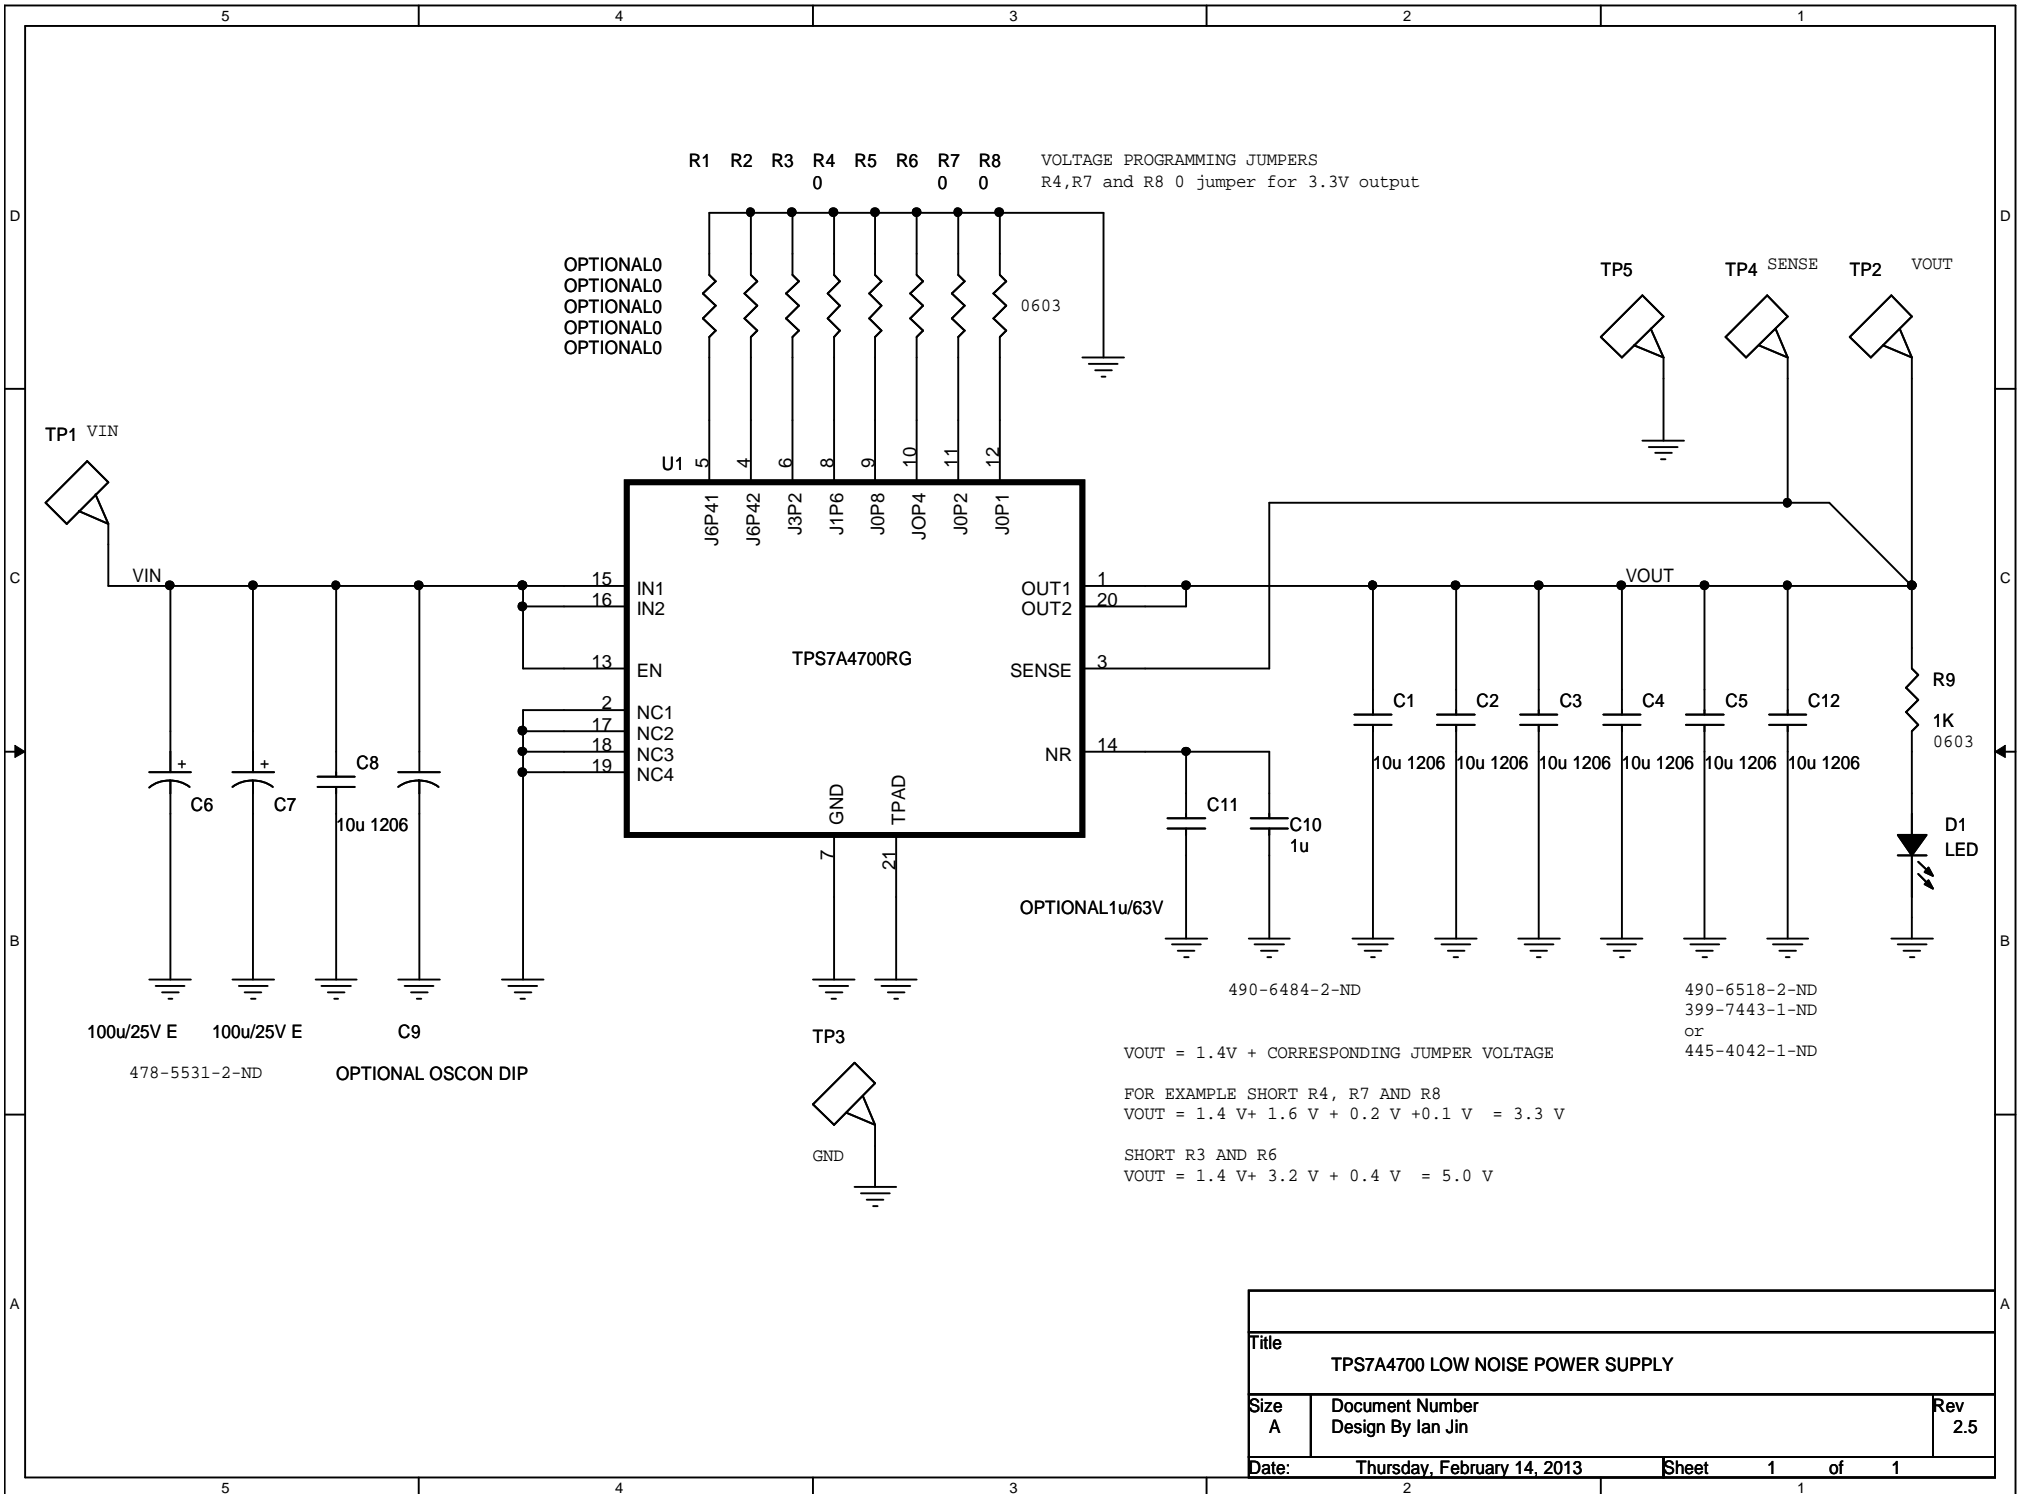 5 4 3 2 1
D D
C C
B B
A A
R1 R2 R3 R4 R5 R6 R7 R8
0 0 0
VOLTAGE PROGRAMMING JUMPERS
R4,R7 and R8 0 jumper for 3.3V output
OPTIONAL0
OPTIONAL0
OPTIONAL0
OPTIONAL0
OPTIONAL0
0603
TP5
TP4 SENSE
TP2 VOUT
TP1 VIN
U1
5 4 6 8 9 10 11 12
J6P41 J6P42 J3P2 J1P6 J0P8 JOP4 J0P2 J0P1
VIN
15 IN1
16 IN2
13 EN
2 NC1
17 NC2
18 NC3
19 NC4
TPS7A4700RG
OUT1 1
OUT2 20
SENSE 3
NR 14
GND TPAD
7 21
VOUT
R9
1K
0603
C1 C2 C3 C4 C5 C12
10u 1206 10u 1206 10u 1206 10u 1206 10u 1206 10u 1206
D1
LED
+ +
C6 C7
C8
10u 1206
C11
C10
1u
OPTIONAL1u/63V
490-6484-2-ND
490-6518-2-ND
399-7443-1-ND
or
445-4042-1-ND
100u/25V E 100u/25V E C9
478-5531-2-ND OPTIONAL OSCON DIP
TP3
GND
VOUT = 1.4V + CORRESPONDING JUMPER VOLTAGE
FOR EXAMPLE SHORT R4, R7 AND R8
VOUT = 1.4 V+ 1.6 V + 0.2 V +0.1 V = 3.3 V
SHORT R3 AND R6
VOUT = 1.4 V+ 3.2 V + 0.4 V = 5.0 V
Title
TPS7A4700 LOW NOISE POWER SUPPLY
Size Document Number Rev
A Design By Ian Jin 2.5
Date: Thursday, February 14, 2013 Sheet 1 of 1
5 4 3 2 1